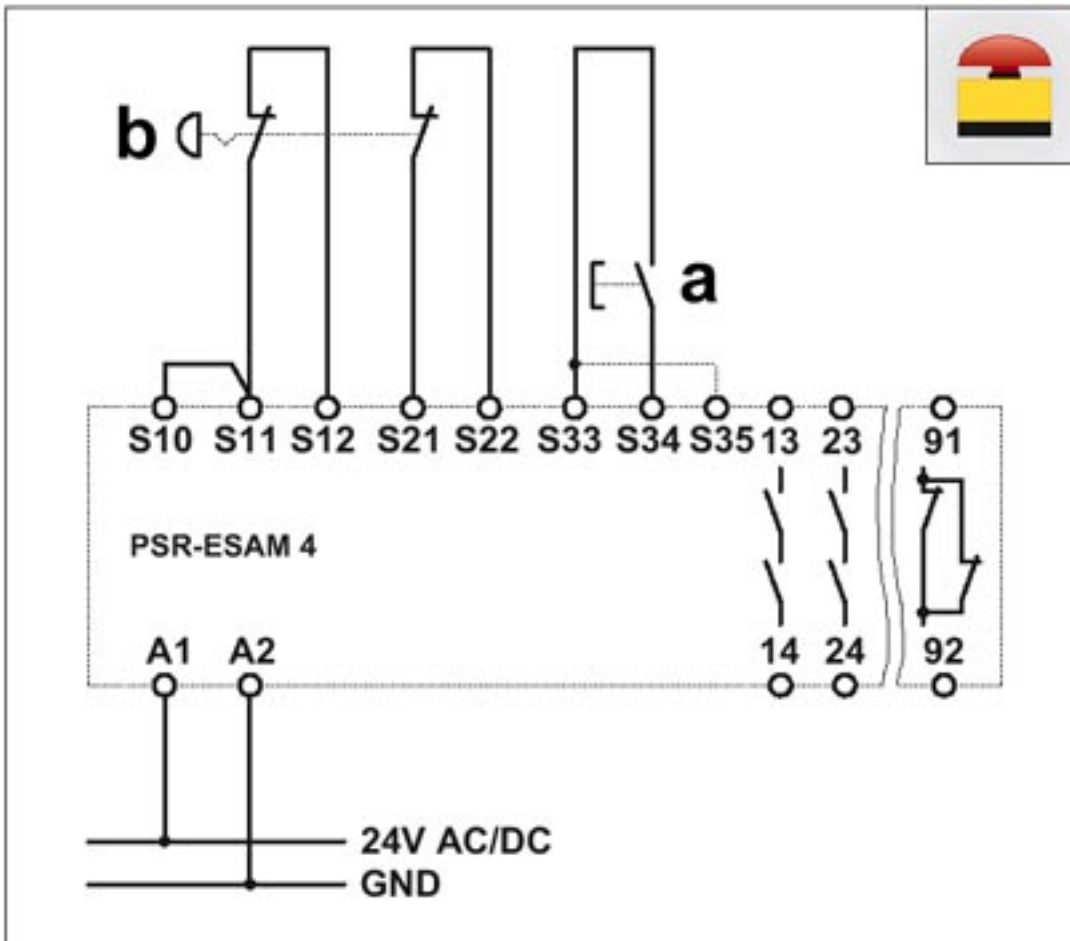 b
a
S10 S11 S12 S21 S22 S33 S34 S35 13 23 91
PSR-ESAM 4
A1 A2 14 24 92
24V AC/DC
GND